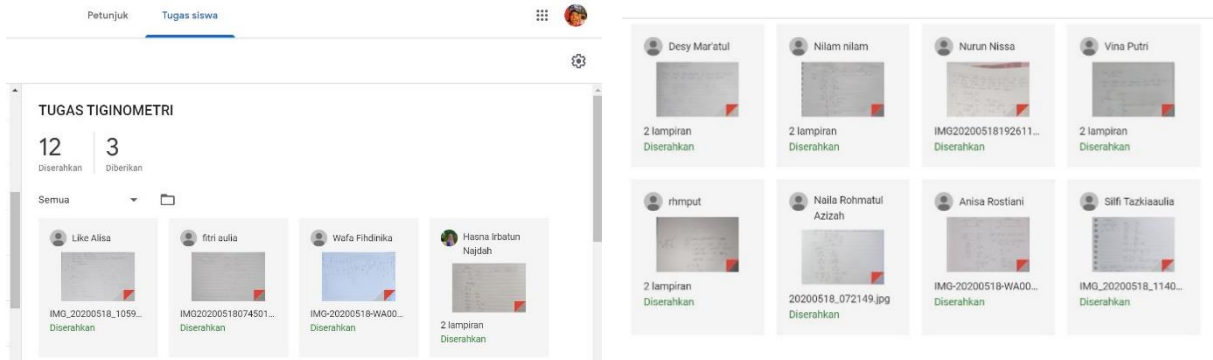 Petunjuk Tugas siswa
TUGAS TIGINOMETRI
12 3
Diserahkan Diberikan
Semua
Like Alisa fitri aulia Wafa Fihdinika Hasna Irbatun Najdah
IMG_20200518_1059... IMG20200518074501... IMG-20200518-WA00... 2 lampiran
Diserahkan Diserahkan Diserahkan Diserahkan
Desy Mar'atul Nilam nilam Nurun Nissa Vina Putri
2 lampiran 2 lampiran IMG20200518192611... 2 lampiran
Diserahkan Diserahkan Diserahkan Diserahkan
rhmput Naila Rohmatul Azizah Anisa Rostiani Silfi Tazkiaaulia
2 lampiran 20200518_072149.jpg IMG-20200518-WA00... IMG_20200518_1140...
Diserahkan Diserahkan Diserahkan Diserahkan